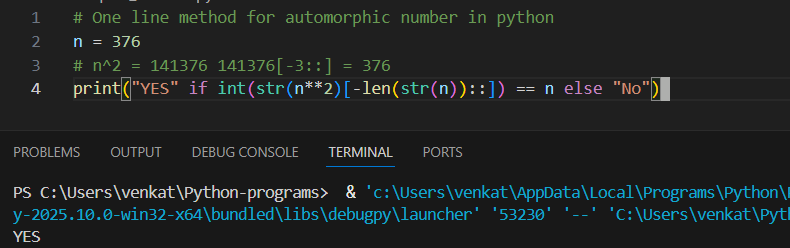 1 # One line method for automorphic number in python
2 n = 376
3 # n^2 = 141376 141376[-3::] = 376
4 print("YES" if int(str(n**2)[-len(str(n))::]) == n else "No")
PROBLEMS OUTPUT DEBUG CONSOLE TERMINAL PORTS
PS C:\Users\venkat\Python-programs> & 'c:\Users\venkat\AppData\Local\Programs\Python\
y-2025.10.0-win32-x64\bundled\libs\debugpy\launcher' '53230' '--' 'C:\Users\venkat\Pyt
YES